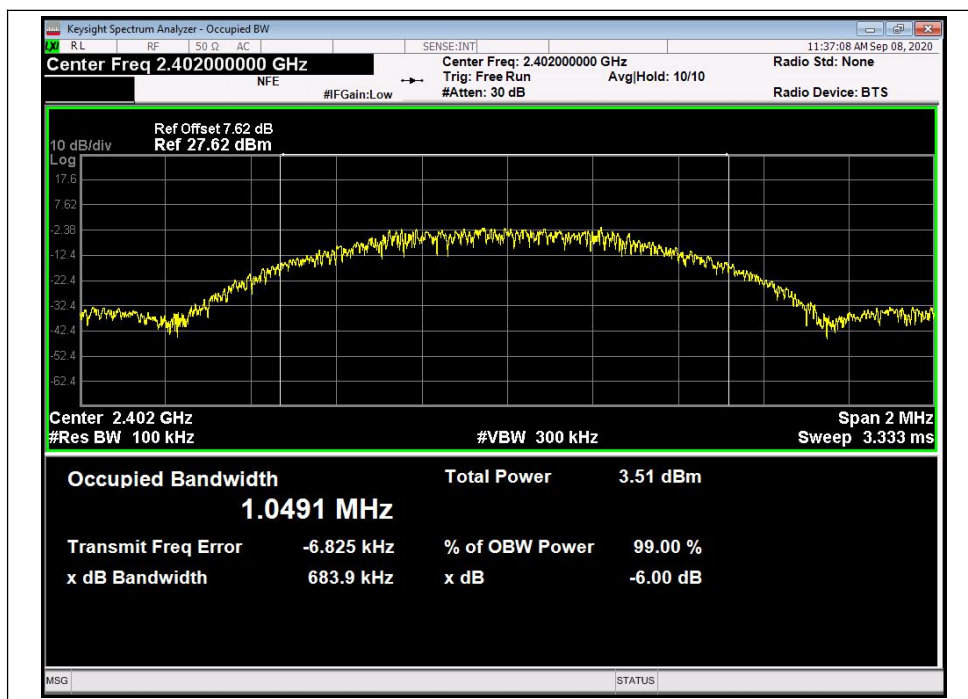 Keysight Spectrum Analyzer - Occupied BW
LXI RL RF 50 Ω AC SENSE:INT 11:37:08 AM Sep 08, 2020
Center Freq 2.402000000 GHz Center Freq: 2.402000000 GHz Radio Std: None
NFE Trig: Free Run Avg|Hold: 10/10
#IFGain:Low #Atten: 30 dB Radio Device: BTS
Ref Offset 7.62 dB
10 dB/div Ref 27.62 dBm
Log
17.6
7.62
-2.38
-12.4
-22.4
-32.4
-42.4
-52.4
-62.4
Center 2.402 GHz Span 2 MHz
#Res BW 100 kHz #VBW 300 kHz Sweep 3.333 ms
Occupied Bandwidth Total Power 3.51 dBm
1.0491 MHz
Transmit Freq Error -6.825 kHz % of OBW Power 99.00 %
x dB Bandwidth 683.9 kHz x dB -6.00 dB
MSG STATUS